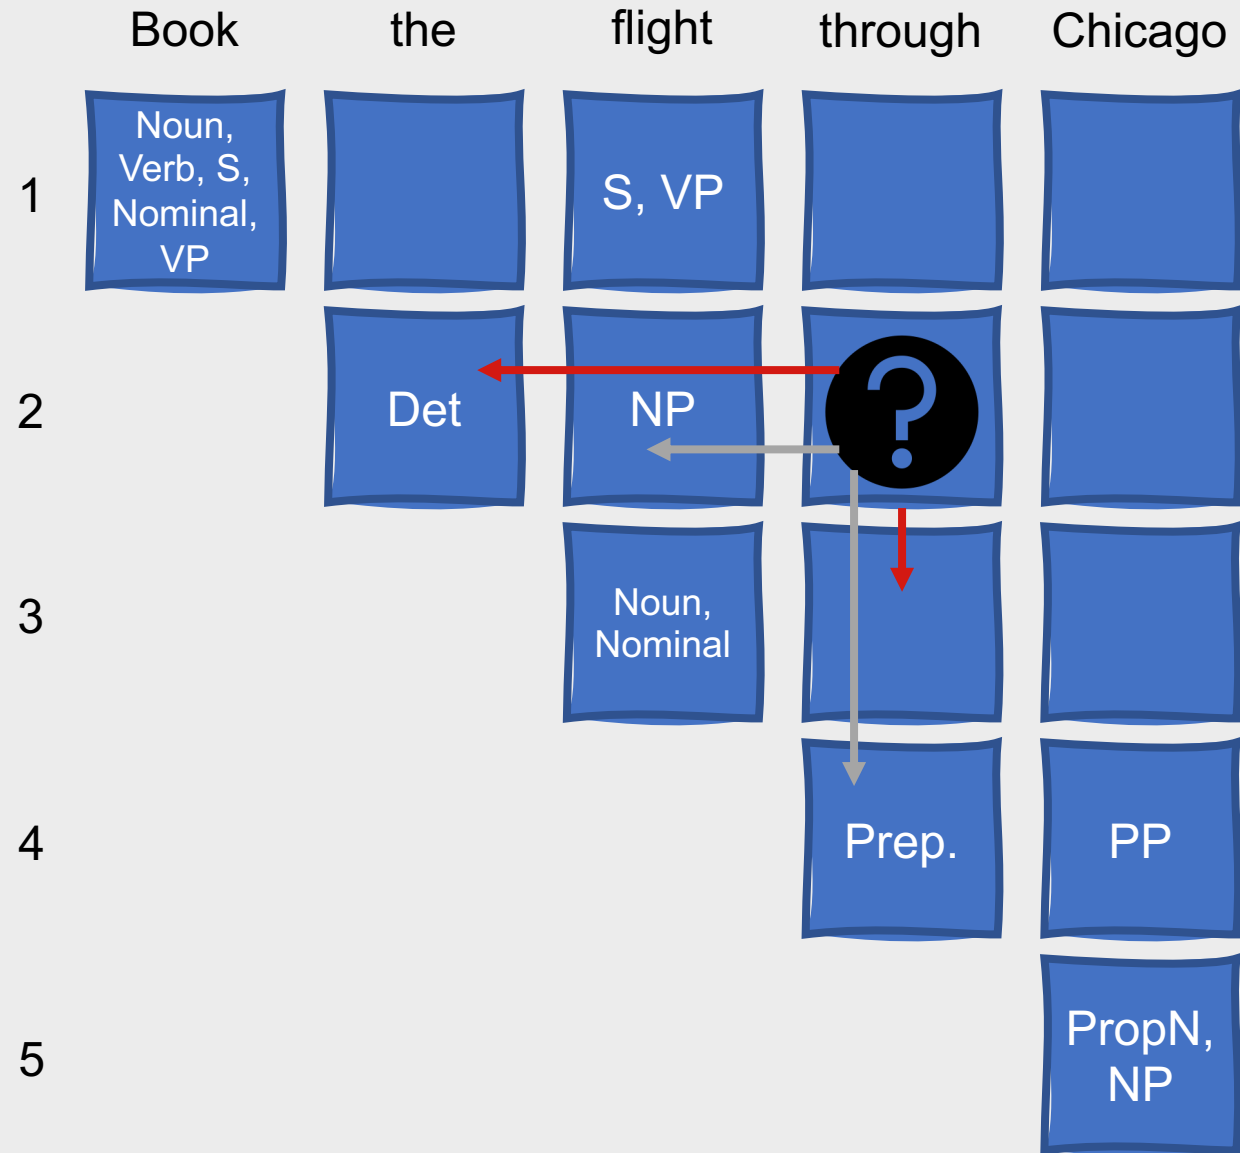 Book the flight through Chicago
1
Noun,
Verb, S,
Nominal,
VP
S, VP
2
Det
NP
?
3
Noun,
Nominal
4
Prep.
PP
5
PropN,
NP